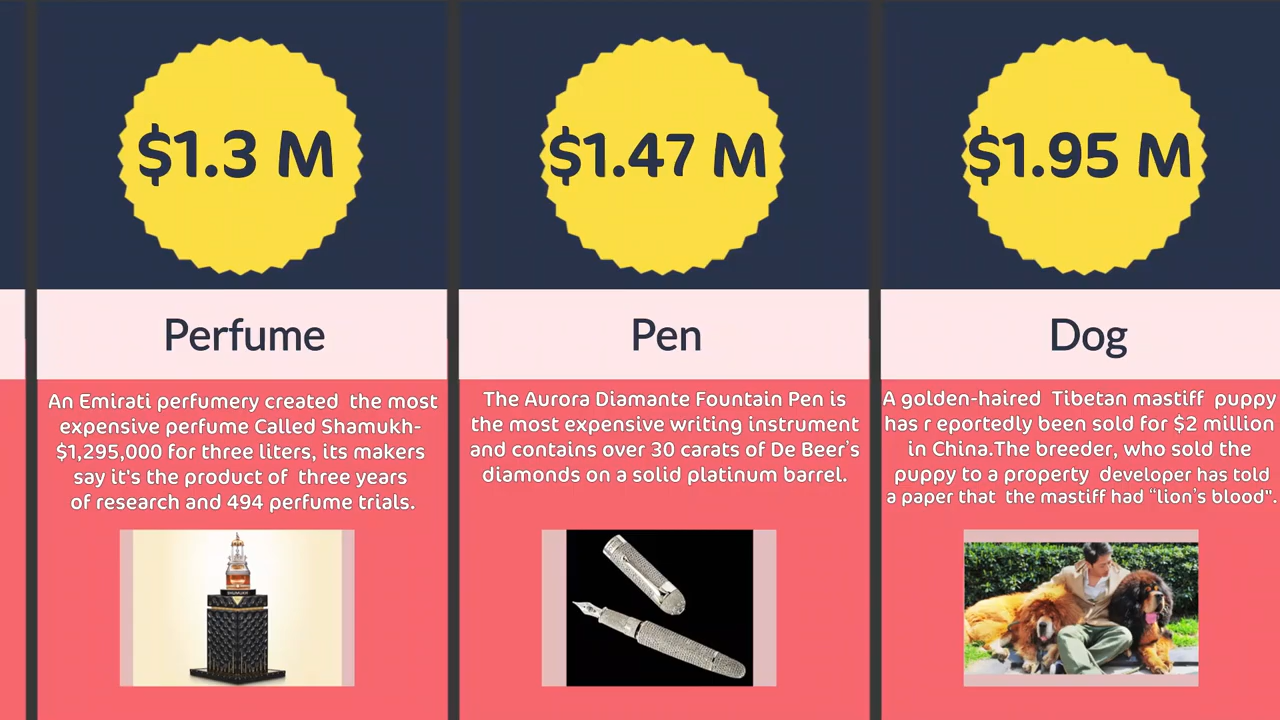 $1.3 M
Perfume
An Emirati perfumery created the most
expensive perfume Called Shamukh-
$1,295,000 for three liters, its makers
say it's the product of three years
of research and 494 perfume trials.
SHUMUKH
$1.47 M
Pen
The Aurora Diamante Fountain Pen is
the most expensive writing instrument
and contains over 30 carats of De Beer's
diamonds on a solid platinum barrel.
$1.95 M
Dog
A golden-haired Tibetan mastiff puppy
has r eportedly been sold for $2 million
in China.The breeder, who sold the
puppy to a property developer has told
a paper that the mastiff had “lion's blood".